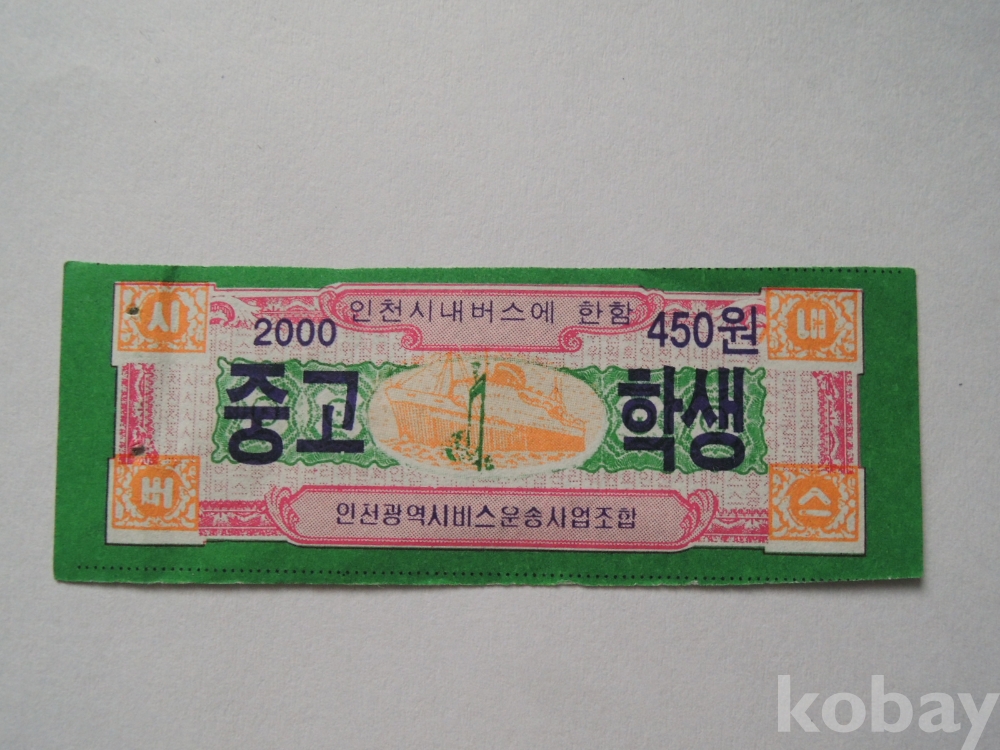 시 인천시내버스에 한함 내
2000 450원
중고 학생
버 인천광역시버스운송사업조합 스
kobay